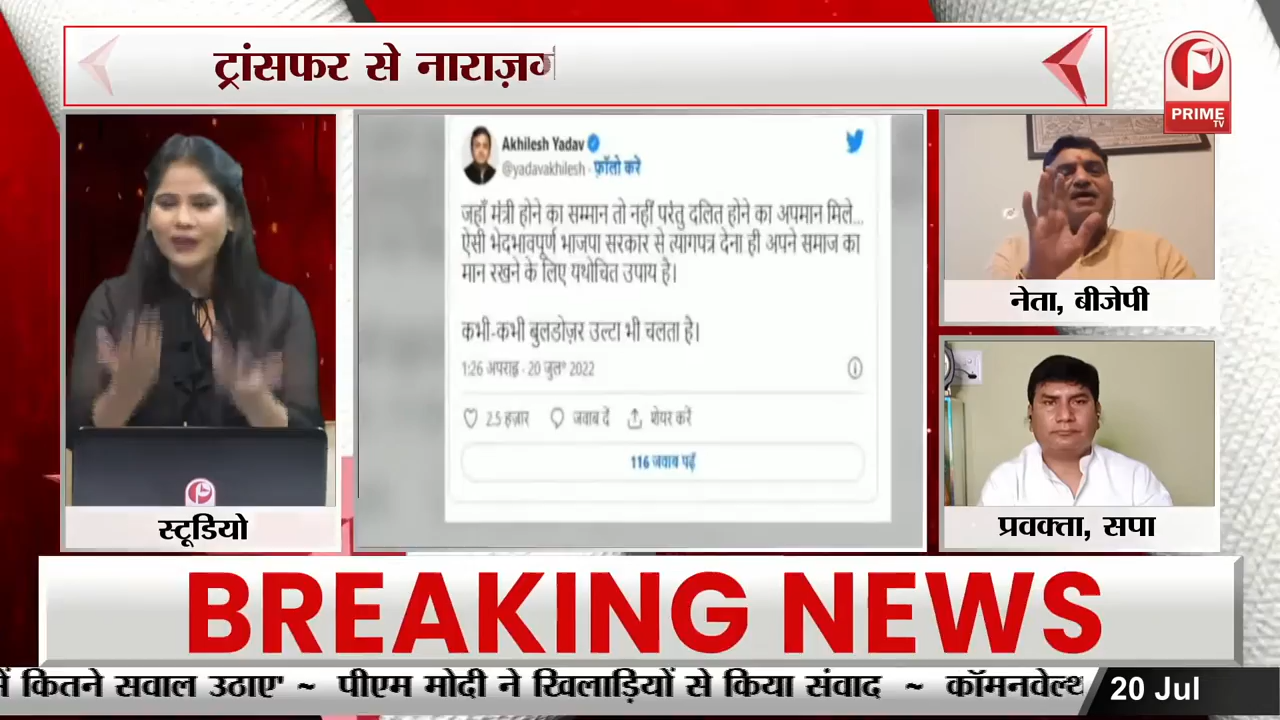 ट्रांसफर से
PRIME
TV
Akhilesh Yadav
@yadavakhilesh · फ़ॉलो करें
जहाँ मंत्री होने का सम्मान तो नहीं परंतु दलित होने का अपमान मिले...
ऐसी भेदभावपूर्ण भाजपा सरकार से त्यागपत्र देना ही अपने समाज का
मान रखने के लिए यथोचित उपाय है।
कभी-कभी बुलडोज़र उल्टा भी चलता है।
1:26 अपराह्न · 20 जुल॰ 2022
2.5 हज़ार जवाब दें शेयर करें
116 जवाब पढ़ें
नेता, बीजेपी
स्टूडियो
प्रवक्ता, सपा
BREAKING NEWS
में कितने सवाल उठाए' ~ पीएम मोदी ने खिलाड़ियों से किया संवाद ~
20 Jul